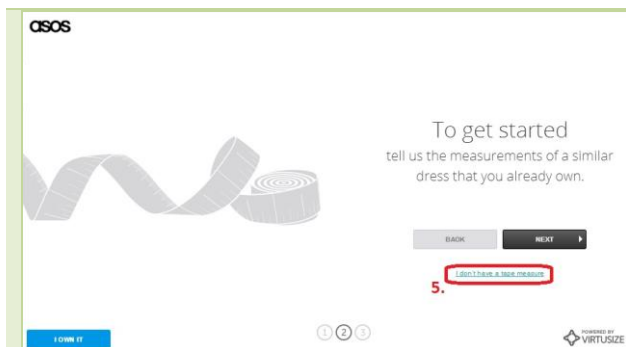 asos
To get started
tell us the measurements of a similar
dress that you already own.
BACK NEXT
I don't have a tape measure
5.
1 2 3
I OWN IT
POWERED BY
VIRTUSIZE